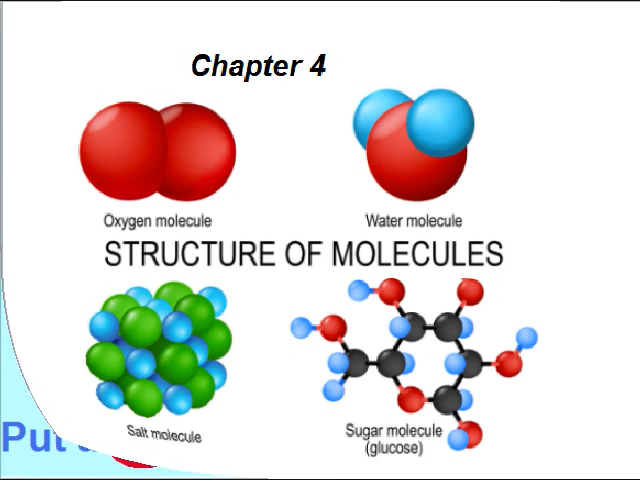 Chapter 4
Oxygen molecule
Water molecule
STRUCTURE OF MOLECULES
Salt molecule
Sugar molecule
(glucose)
Put